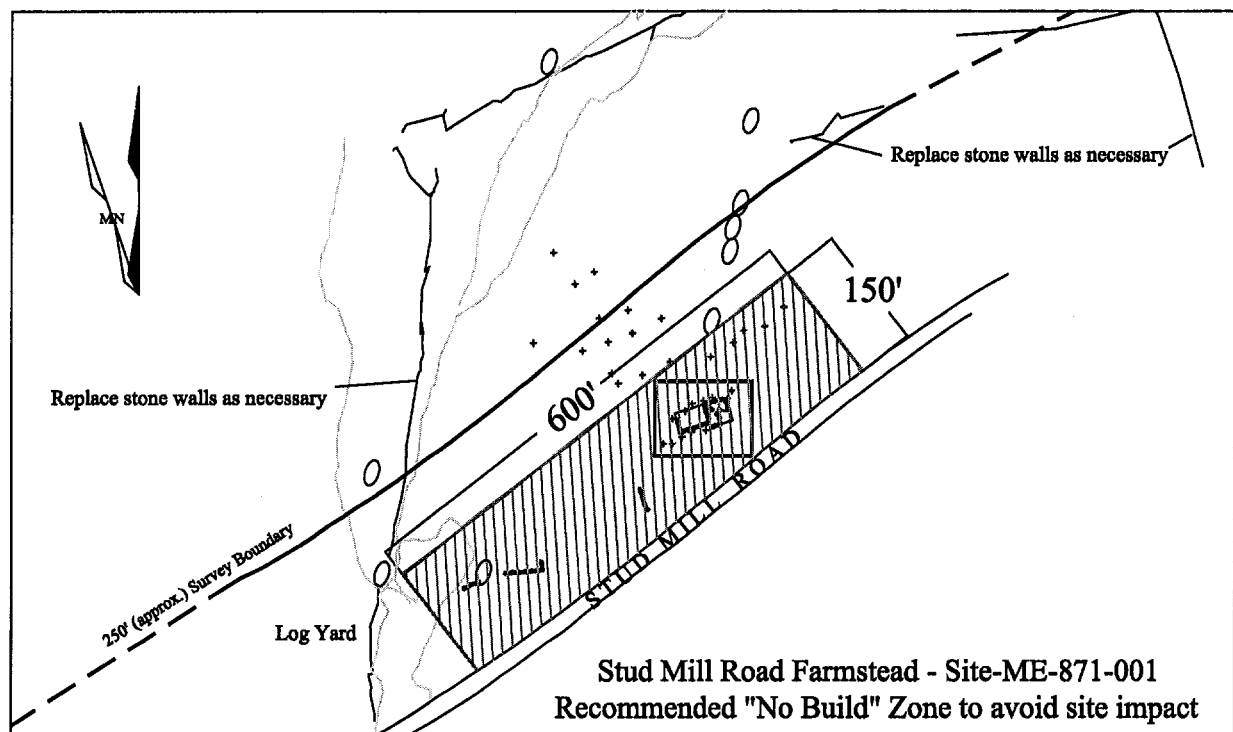 MN
Replace stone walls as necessary
150'
Replace stone walls as necessary
600'
STUD MILL ROAD
250' (approx.) Survey Boundary
Log Yard
Stud Mill Road Farmstead - Site-ME-871-001
Recommended "No Build" Zone to avoid site impact